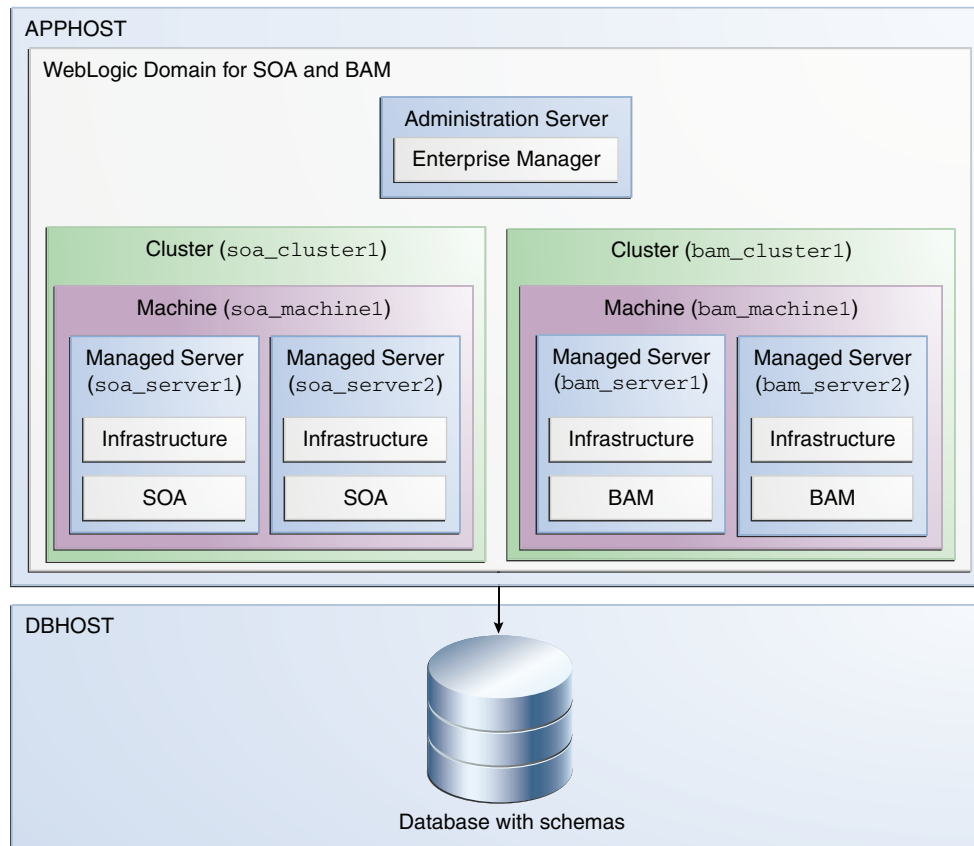 APPHOST
WebLogic Domain for SOA and BAM
Administration Server
Enterprise Manager
Cluster (soa_cluster1)
Machine (soa_machine1)
Managed Server
(soa_server1)
Infrastructure
SOA
Managed Server
(soa_server2)
Infrastructure
SOA
Cluster (bam_cluster1)
Machine (bam_machine1)
Managed Server
(bam_server1)
Infrastructure
BAM
Managed Server
(bam_server2)
Infrastructure
BAM
DBHOST
Database with schemas